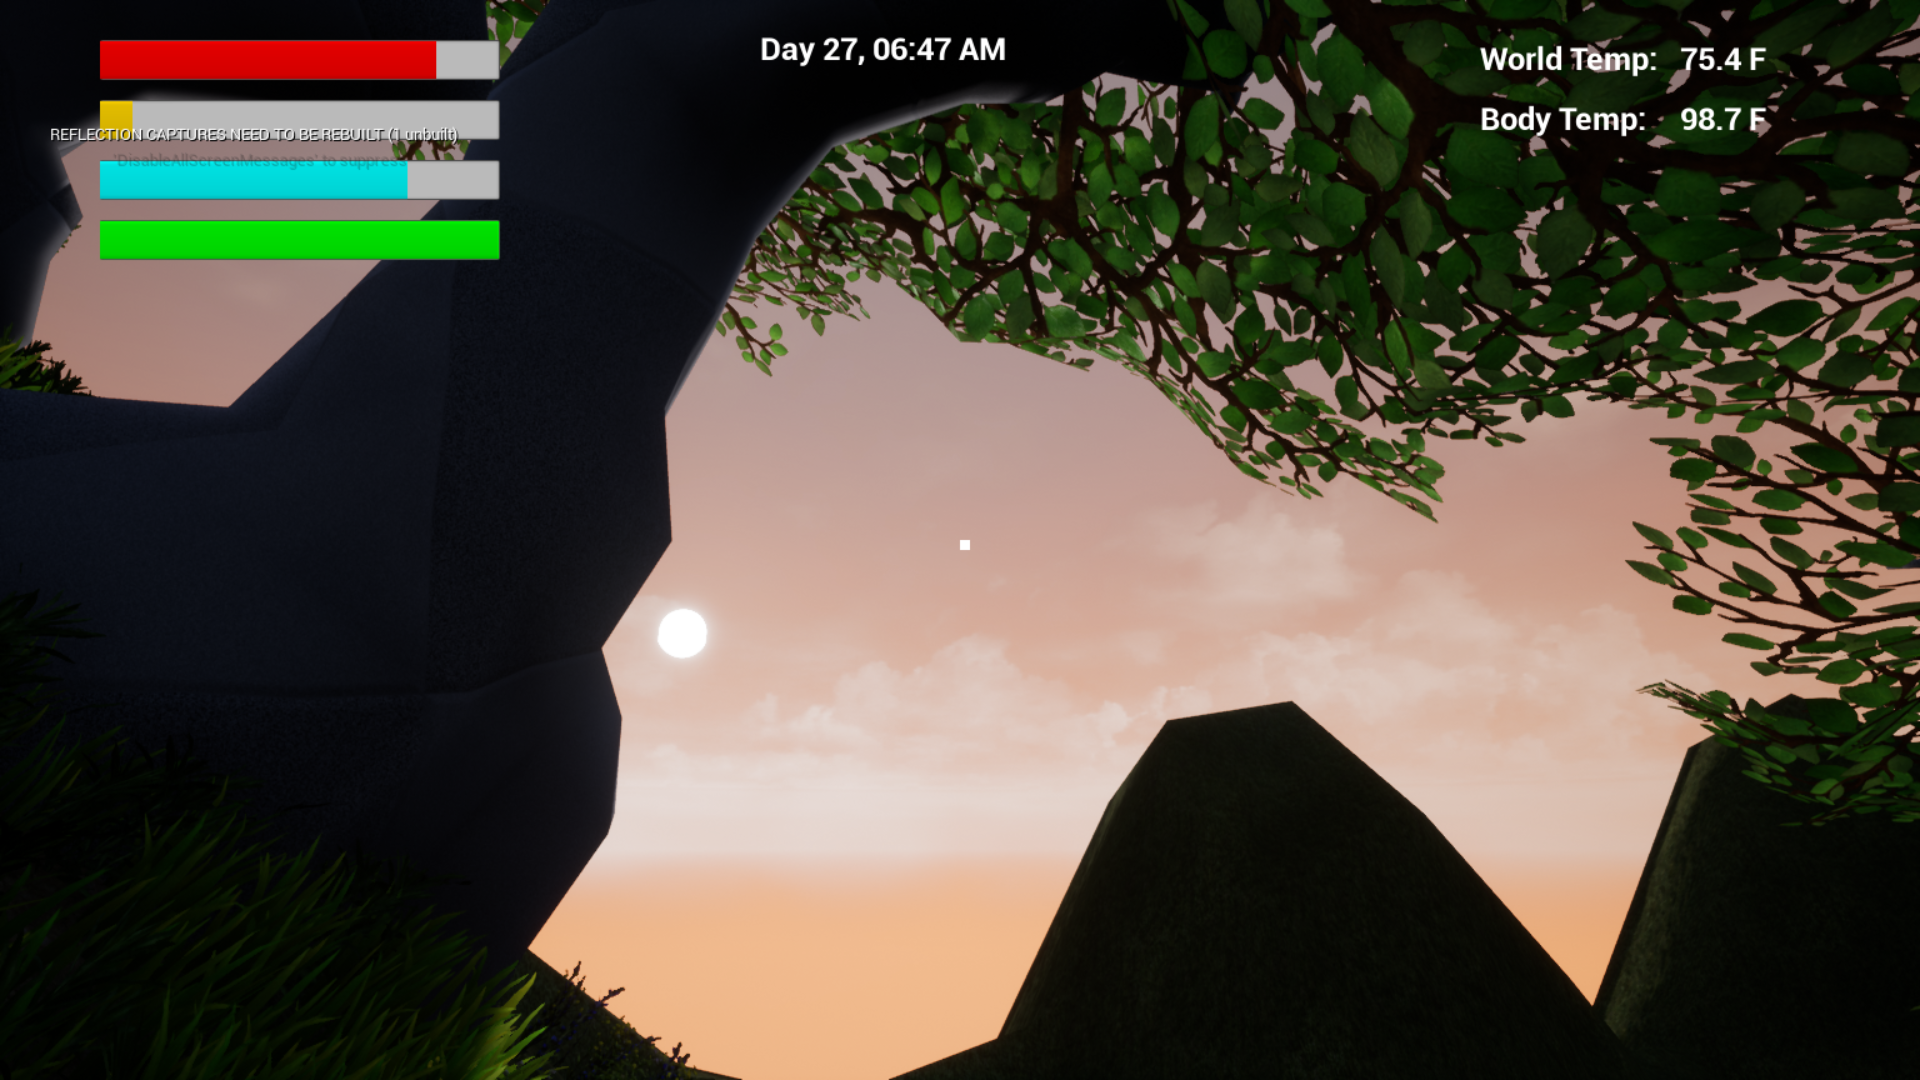 Day 27, 06:47 AM
World Temp: 75.4 F
Body Temp: 98.7 F
REFLECTION CAPTURES NEED TO BE REBUILT (1 unbuilt)
'DisableAllScreenMessages' to suppress